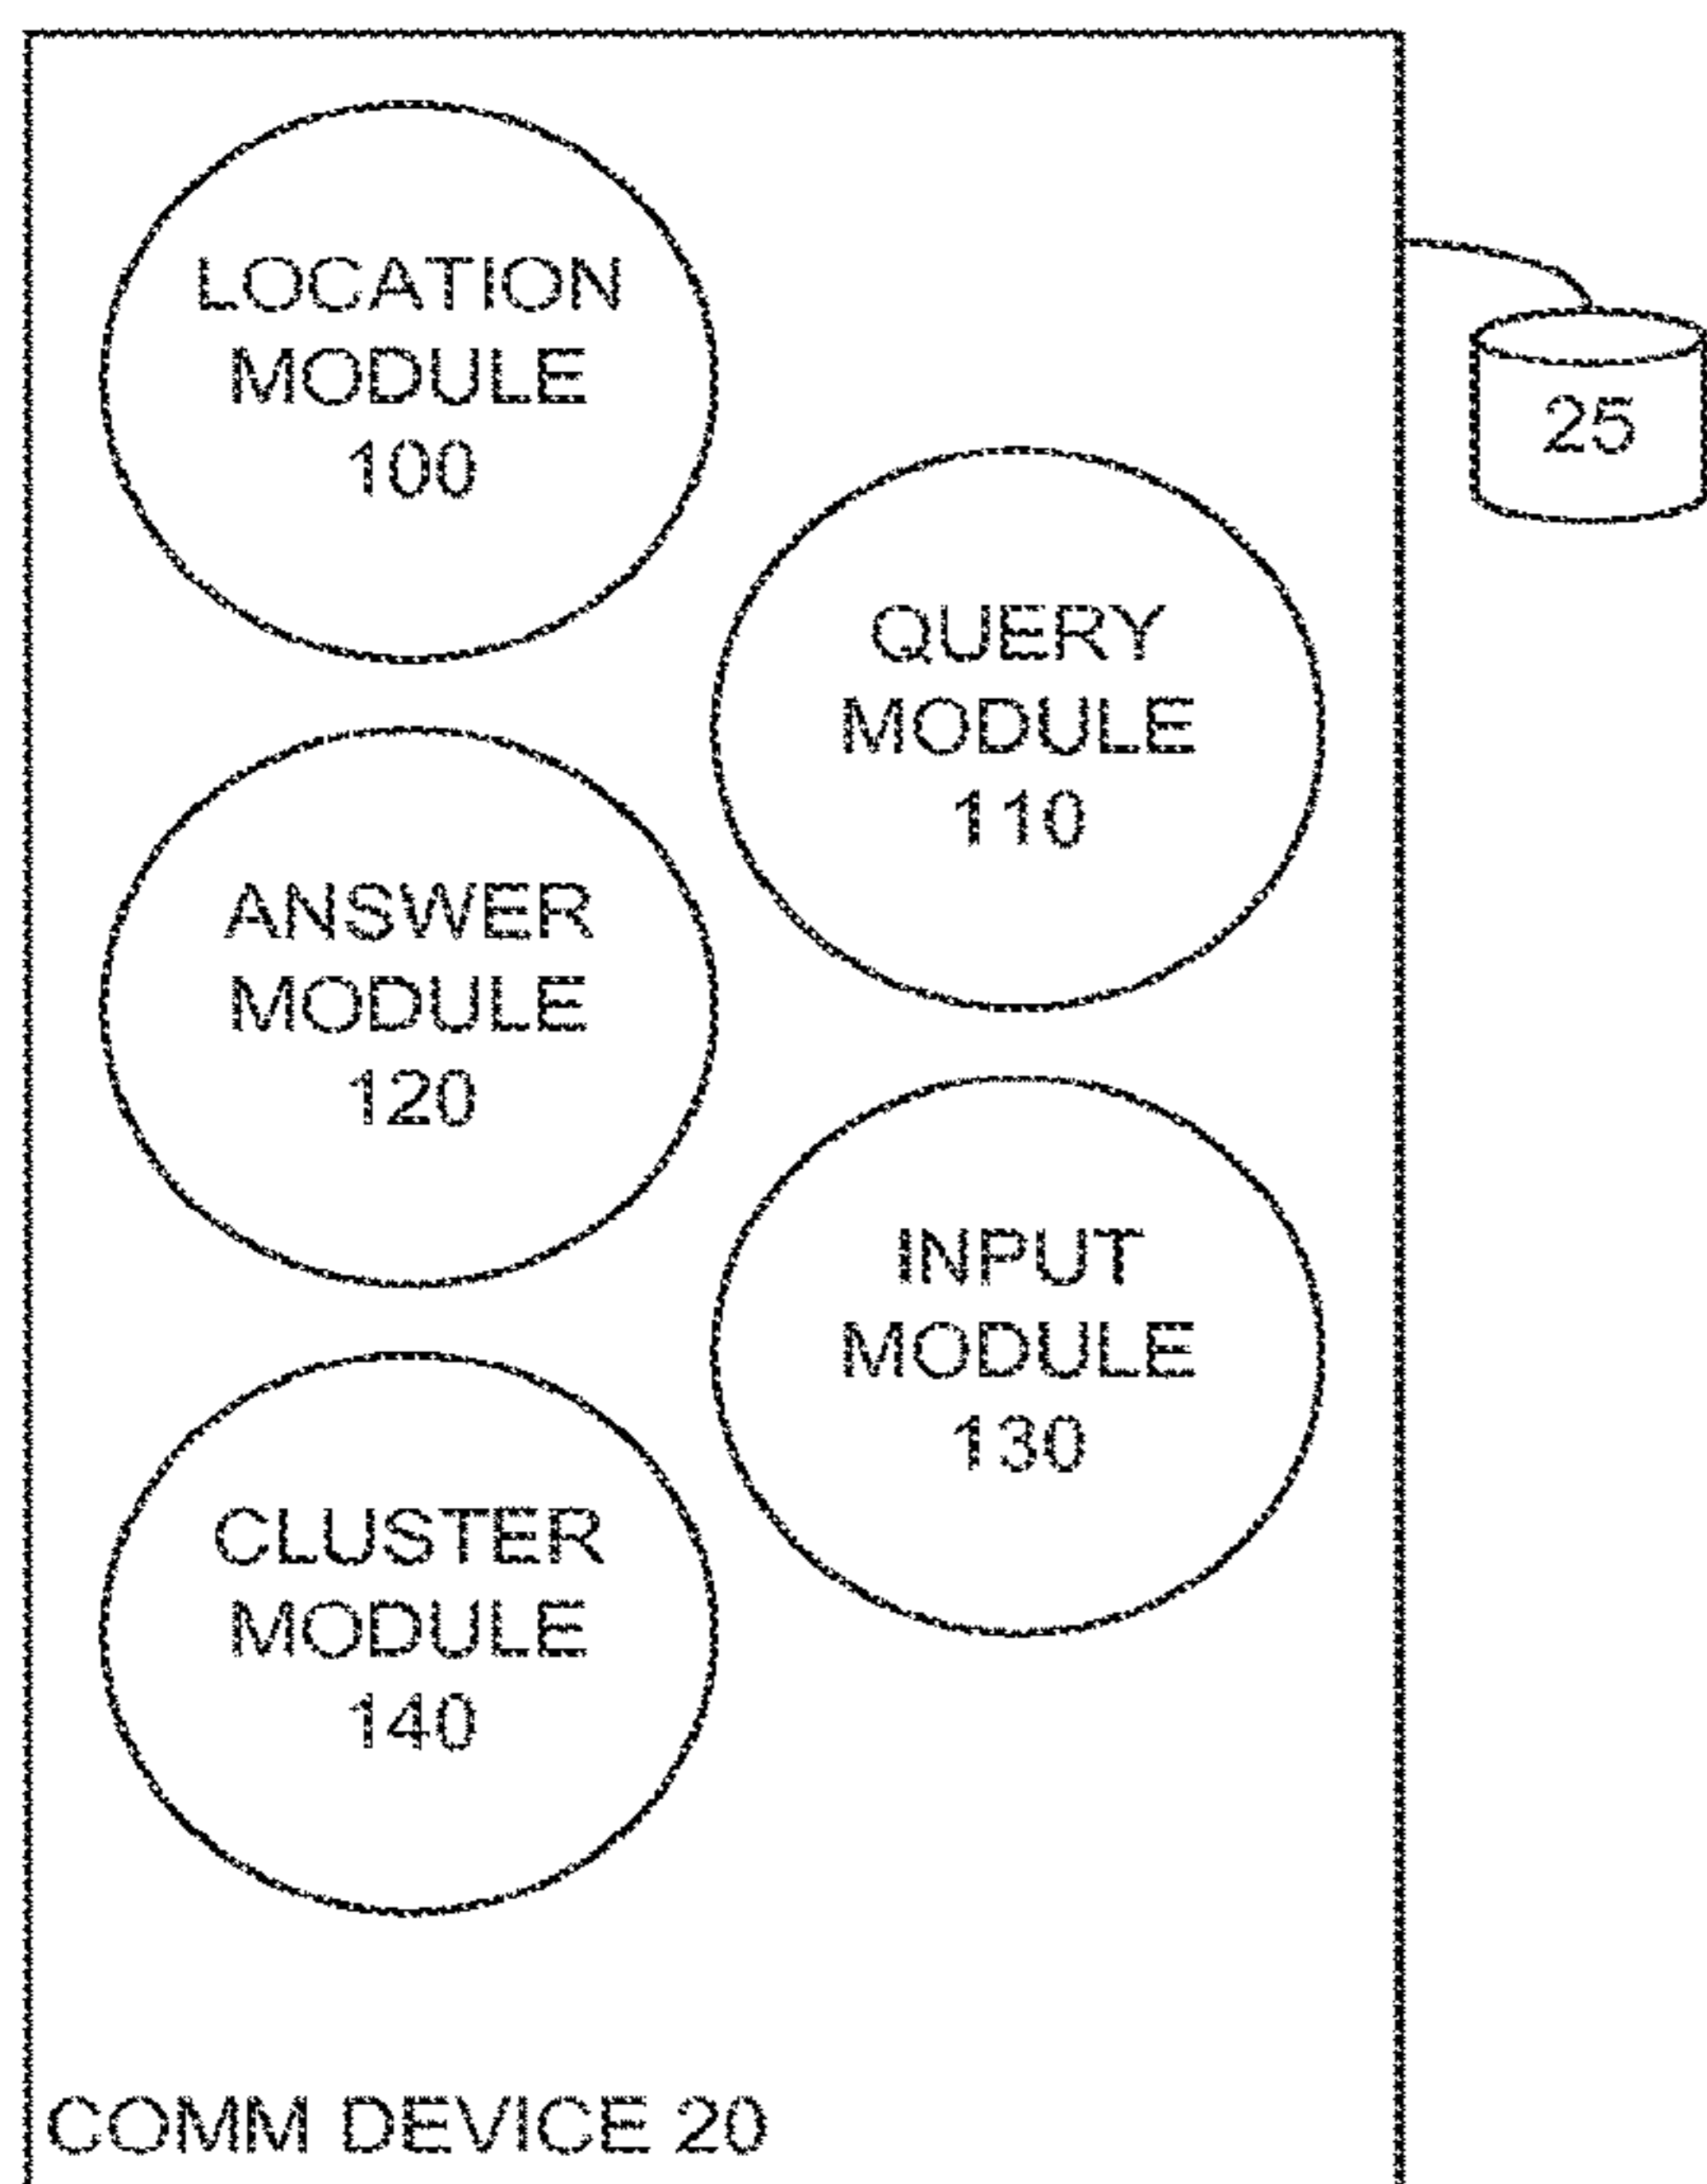 LOCATION
MODULE
100
25
QUERY
MODULE
110
ANSWER
MODULE
120
INPUT
MODULE
130
CLUSTER
MODULE
140
COMM DEVICE 20